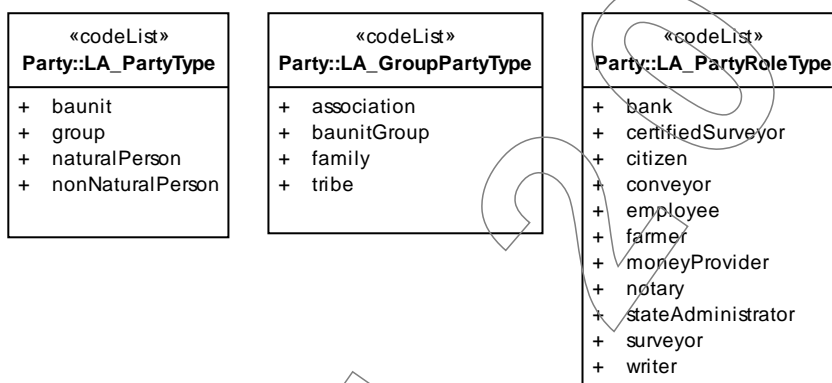 «codeList»
Party::LA_PartyType
+ baunit
+ group
+ naturalPerson
+ nonNaturalPerson
«codeList»
Party::LA_GroupPartyType
+ association
+ baunitGroup
+ family
+ tribe
«codeList»
Party::LA_PartyRoleType
+ bank
+ certifiedSurveyor
+ citizen
+ conveyor
+ employee
+ farmer
+ moneyProvider
+ notary
+ stateAdministrator
+ surveyor
+ writer